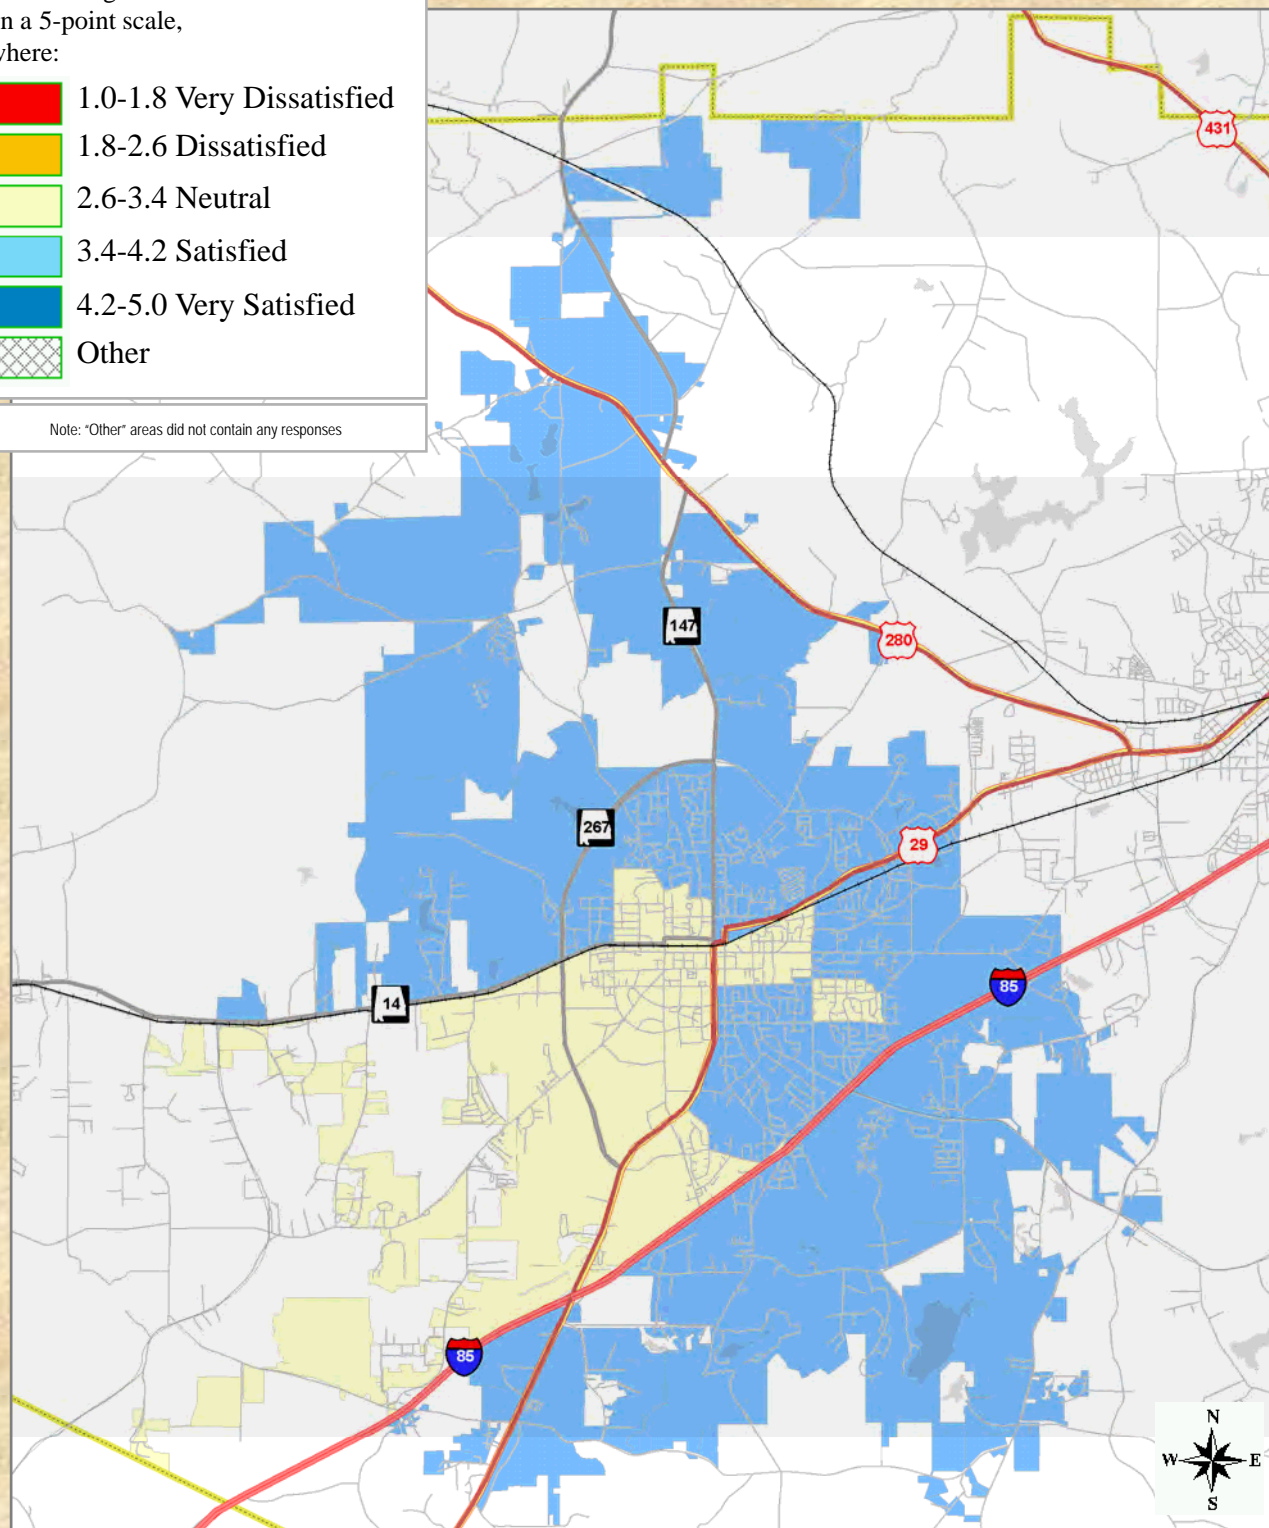 n a 5-point scale,
where:
1.0-1.8 Very Dissatisfied
1.8-2.6 Dissatisfied
2.6-3.4 Neutral
3.4-4.2 Satisfied
4.2-5.0 Very Satisfied
Other
Note: "Other" areas did not contain any responses
431
147
280
267
29
85
14
85
N
W E
S